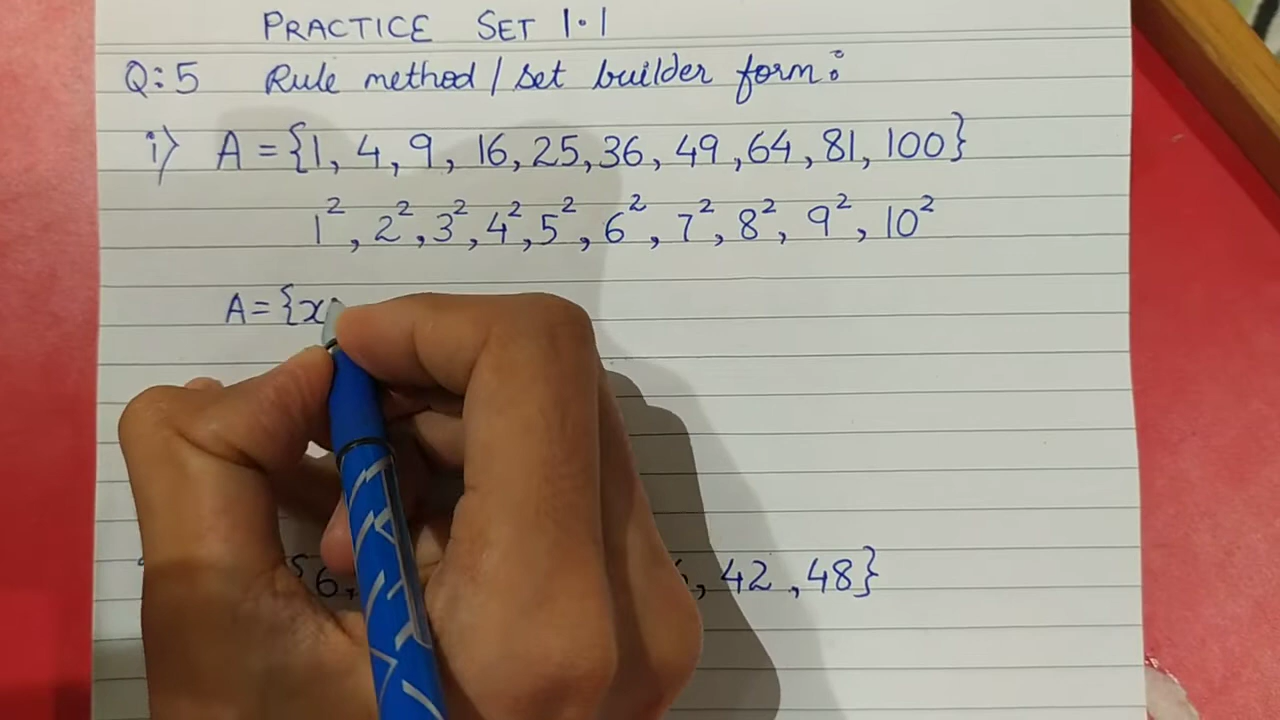 PRACTICE SET 1.1
Q:5 Rule method / set builder form:
i) A = {1, 4, 9, 16, 25, 36, 49, 64, 81, 100}
1², 2², 3², 4², 5², 6², 7², 8², 9², 10²
A = {x
{6, , 42, 48}